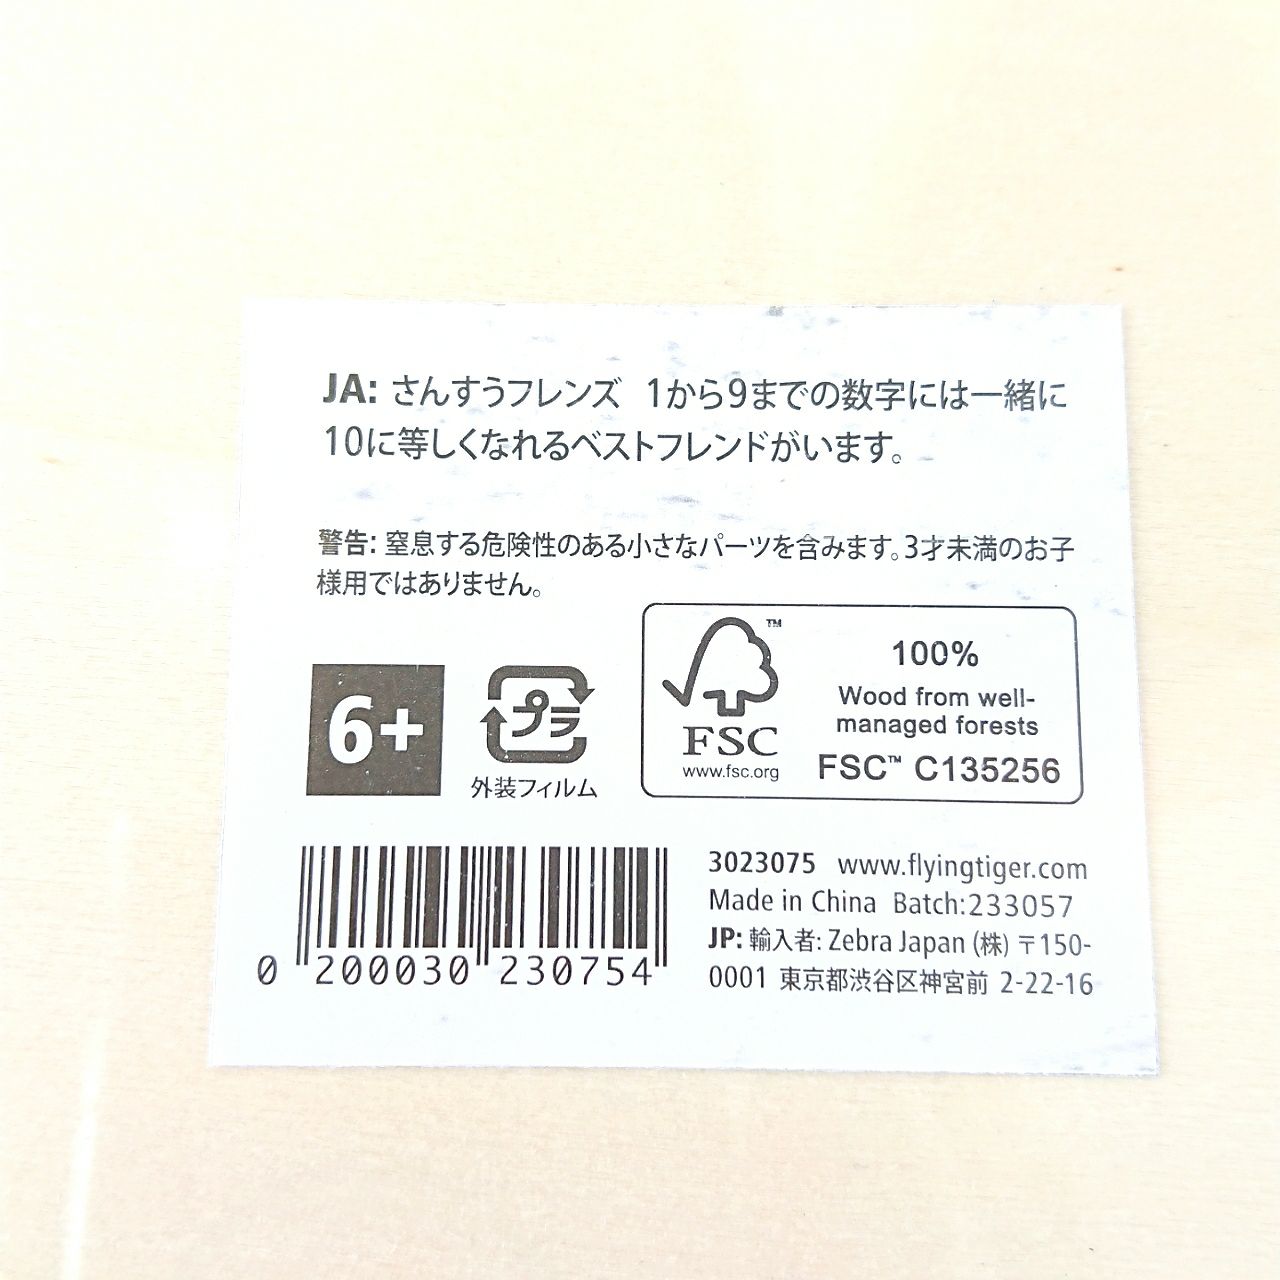 JA: さんすうフレンズ 1から9までの数字には一緒に
10に等しくなれるベストフレンドがいます。
警告: 窒息する危険性のある小さなパーツを含みます。3才未満のお子
様用ではありません。
6+
プラ
外装フィルム
TM
FSC
www.fsc.org
100%
Wood from well-
managed forests
FSC™ C135256
0 200030 230754
3023075 www.flyingtiger.com
Made in China Batch:233057
JP: 輸入者: Zebra Japan (株) 〒150-
0001 東京都渋谷区神宮前 2-22-16